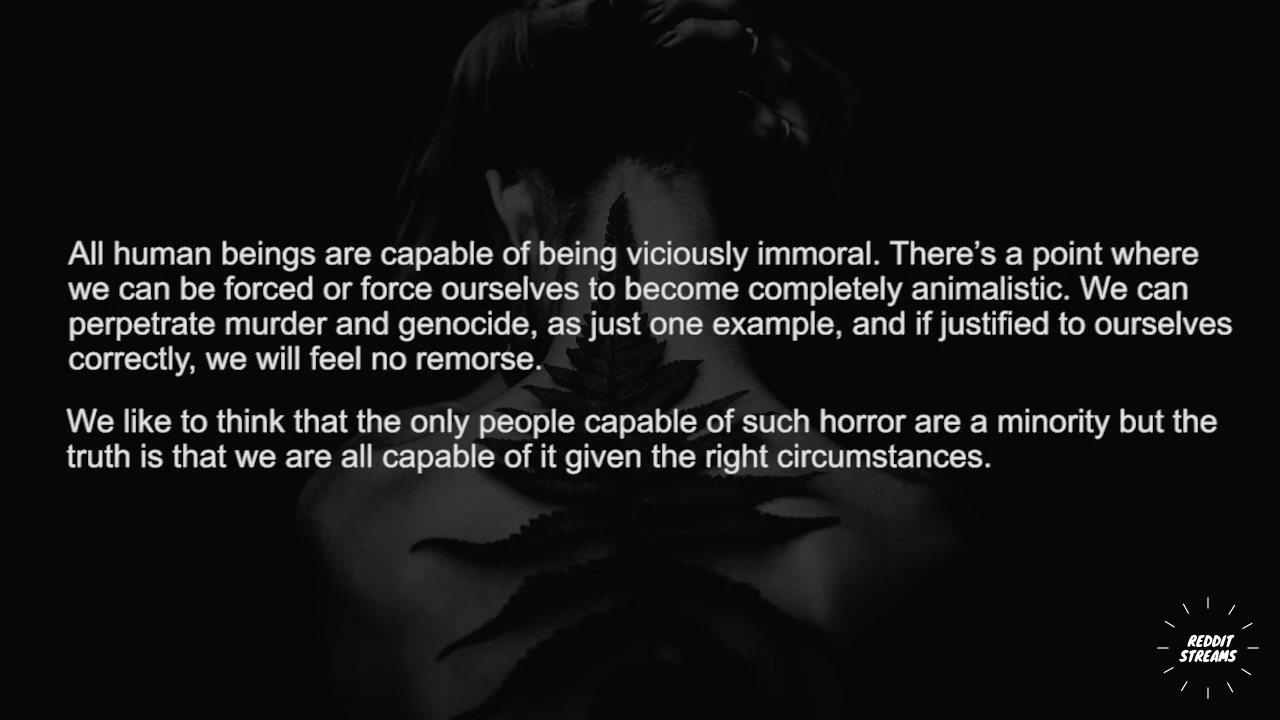 All human beings are capable of being viciously immoral. There’s a point where
we can be forced or force ourselves to become completely animalistic. We can
perpetrate murder and genocide, as just one example, and if justified to ourselves
correctly, we will feel no remorse.
We like to think that the only people capable of such horror are a minority but the
truth is that we are all capable of it given the right circumstances.
REDDIT
STREAMS